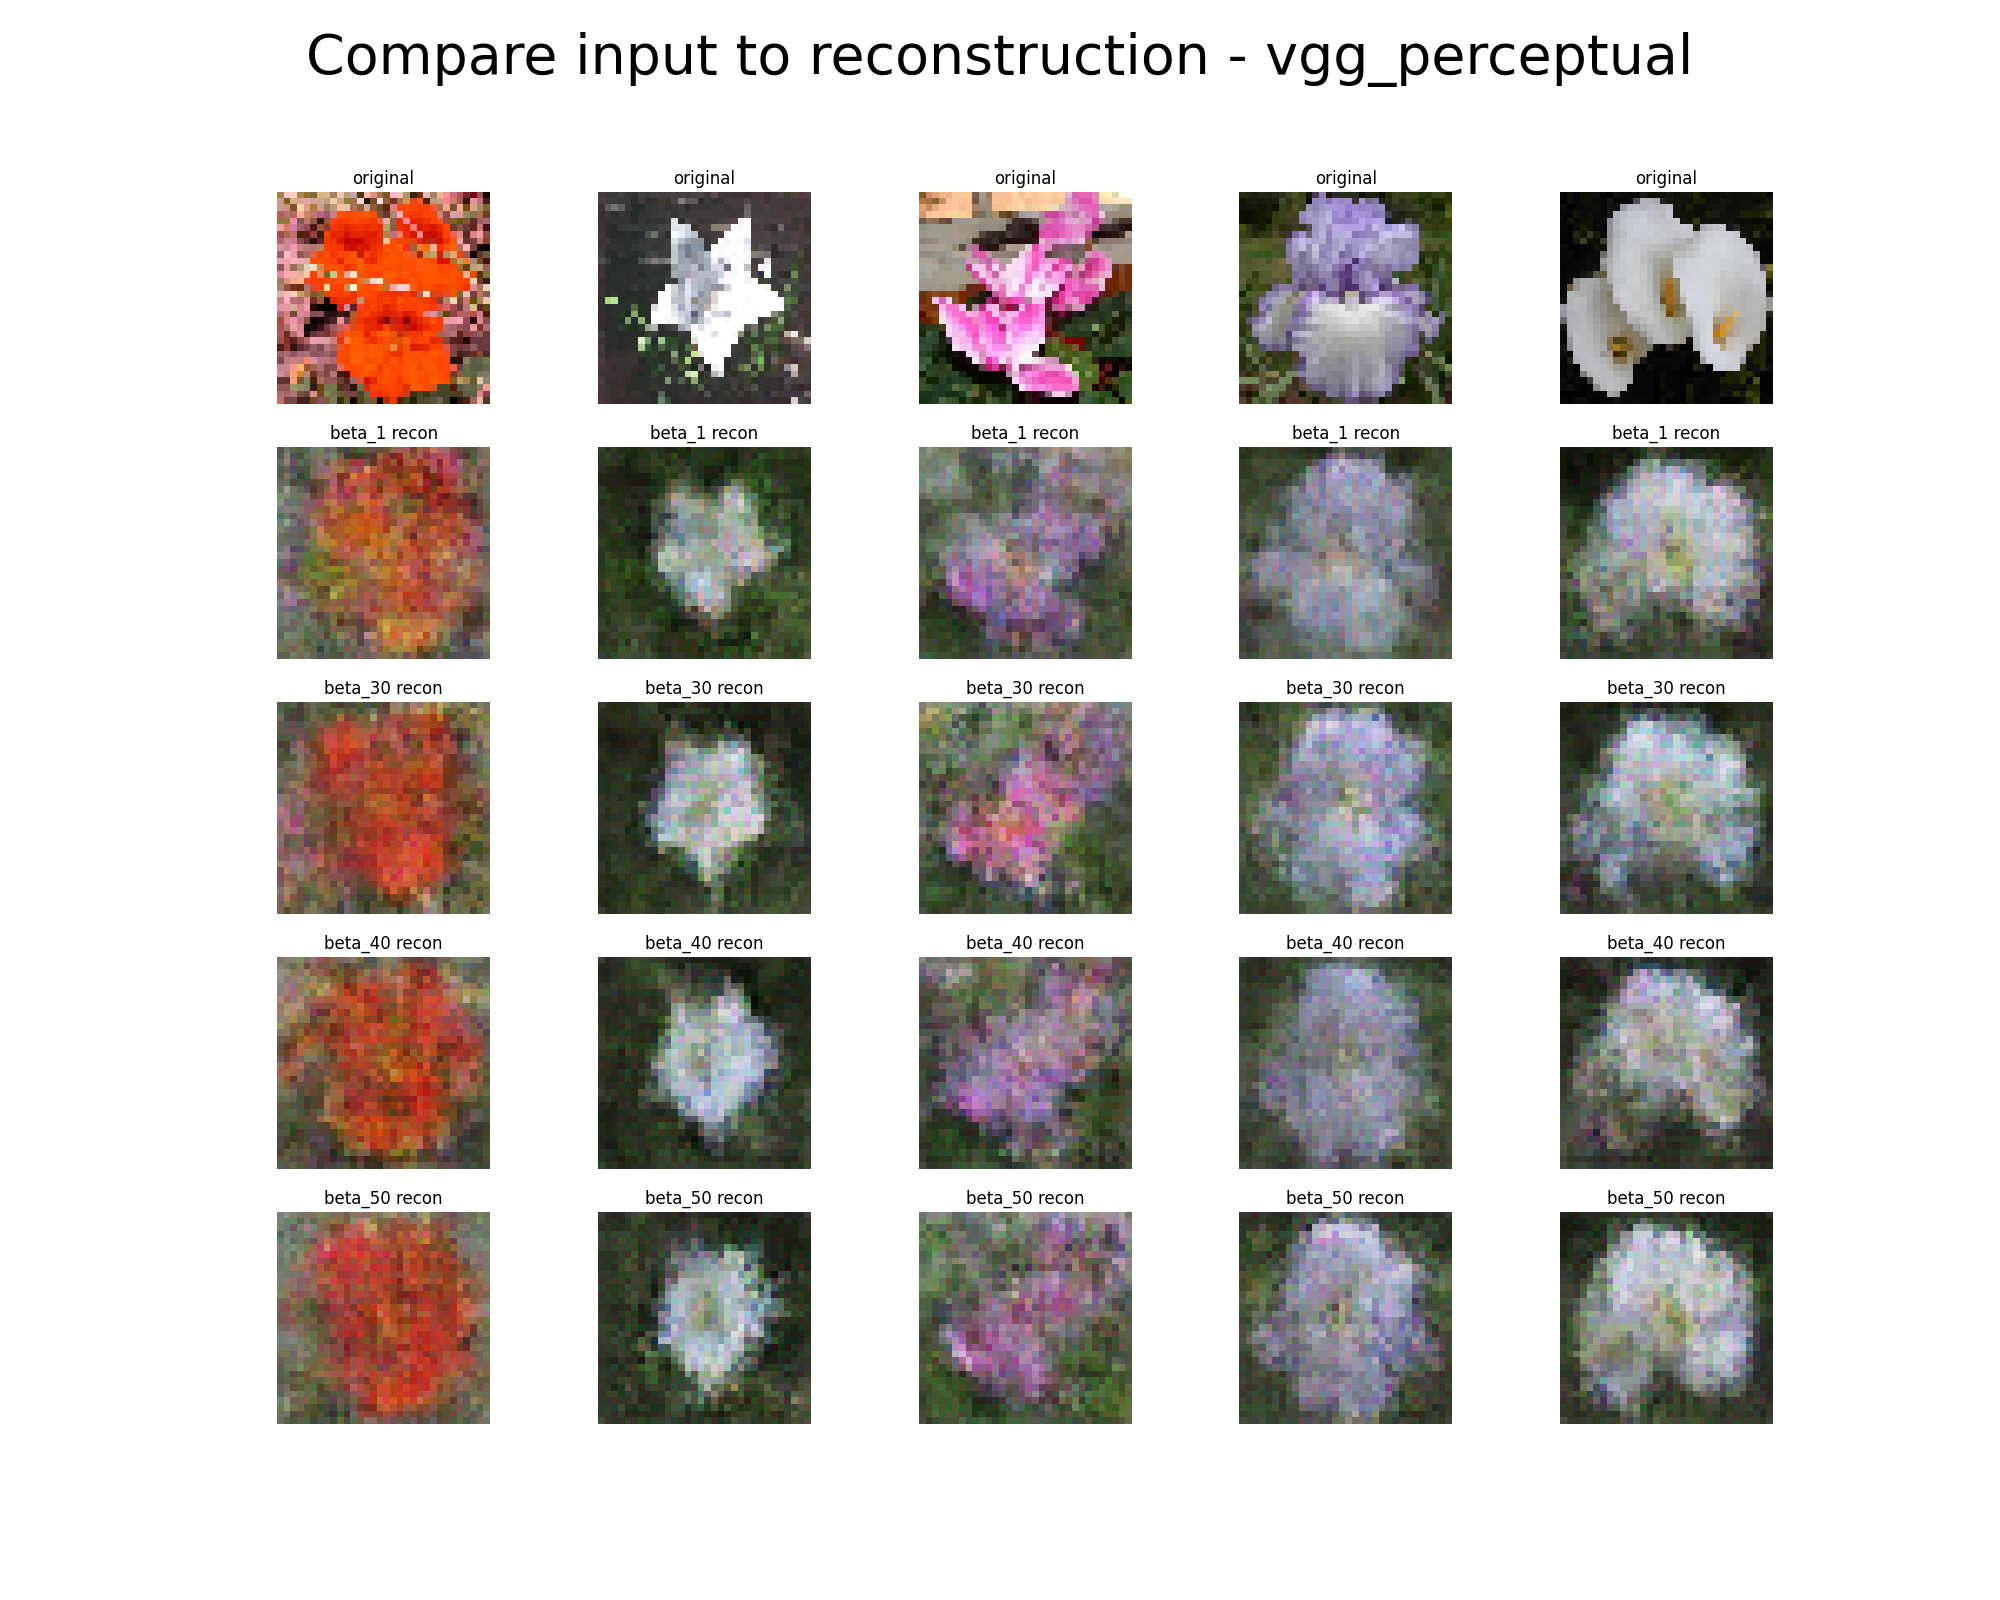 Compare input to reconstruction - vgg_perceptual
original original original original original
beta_1 recon beta_1 recon beta_1 recon beta_1 recon beta_1 recon
beta_30 recon beta_30 recon beta_30 recon beta_30 recon beta_30 recon
beta_40 recon beta_40 recon beta_40 recon beta_40 recon beta_40 recon
beta_50 recon beta_50 recon beta_50 recon beta_50 recon beta_50 recon